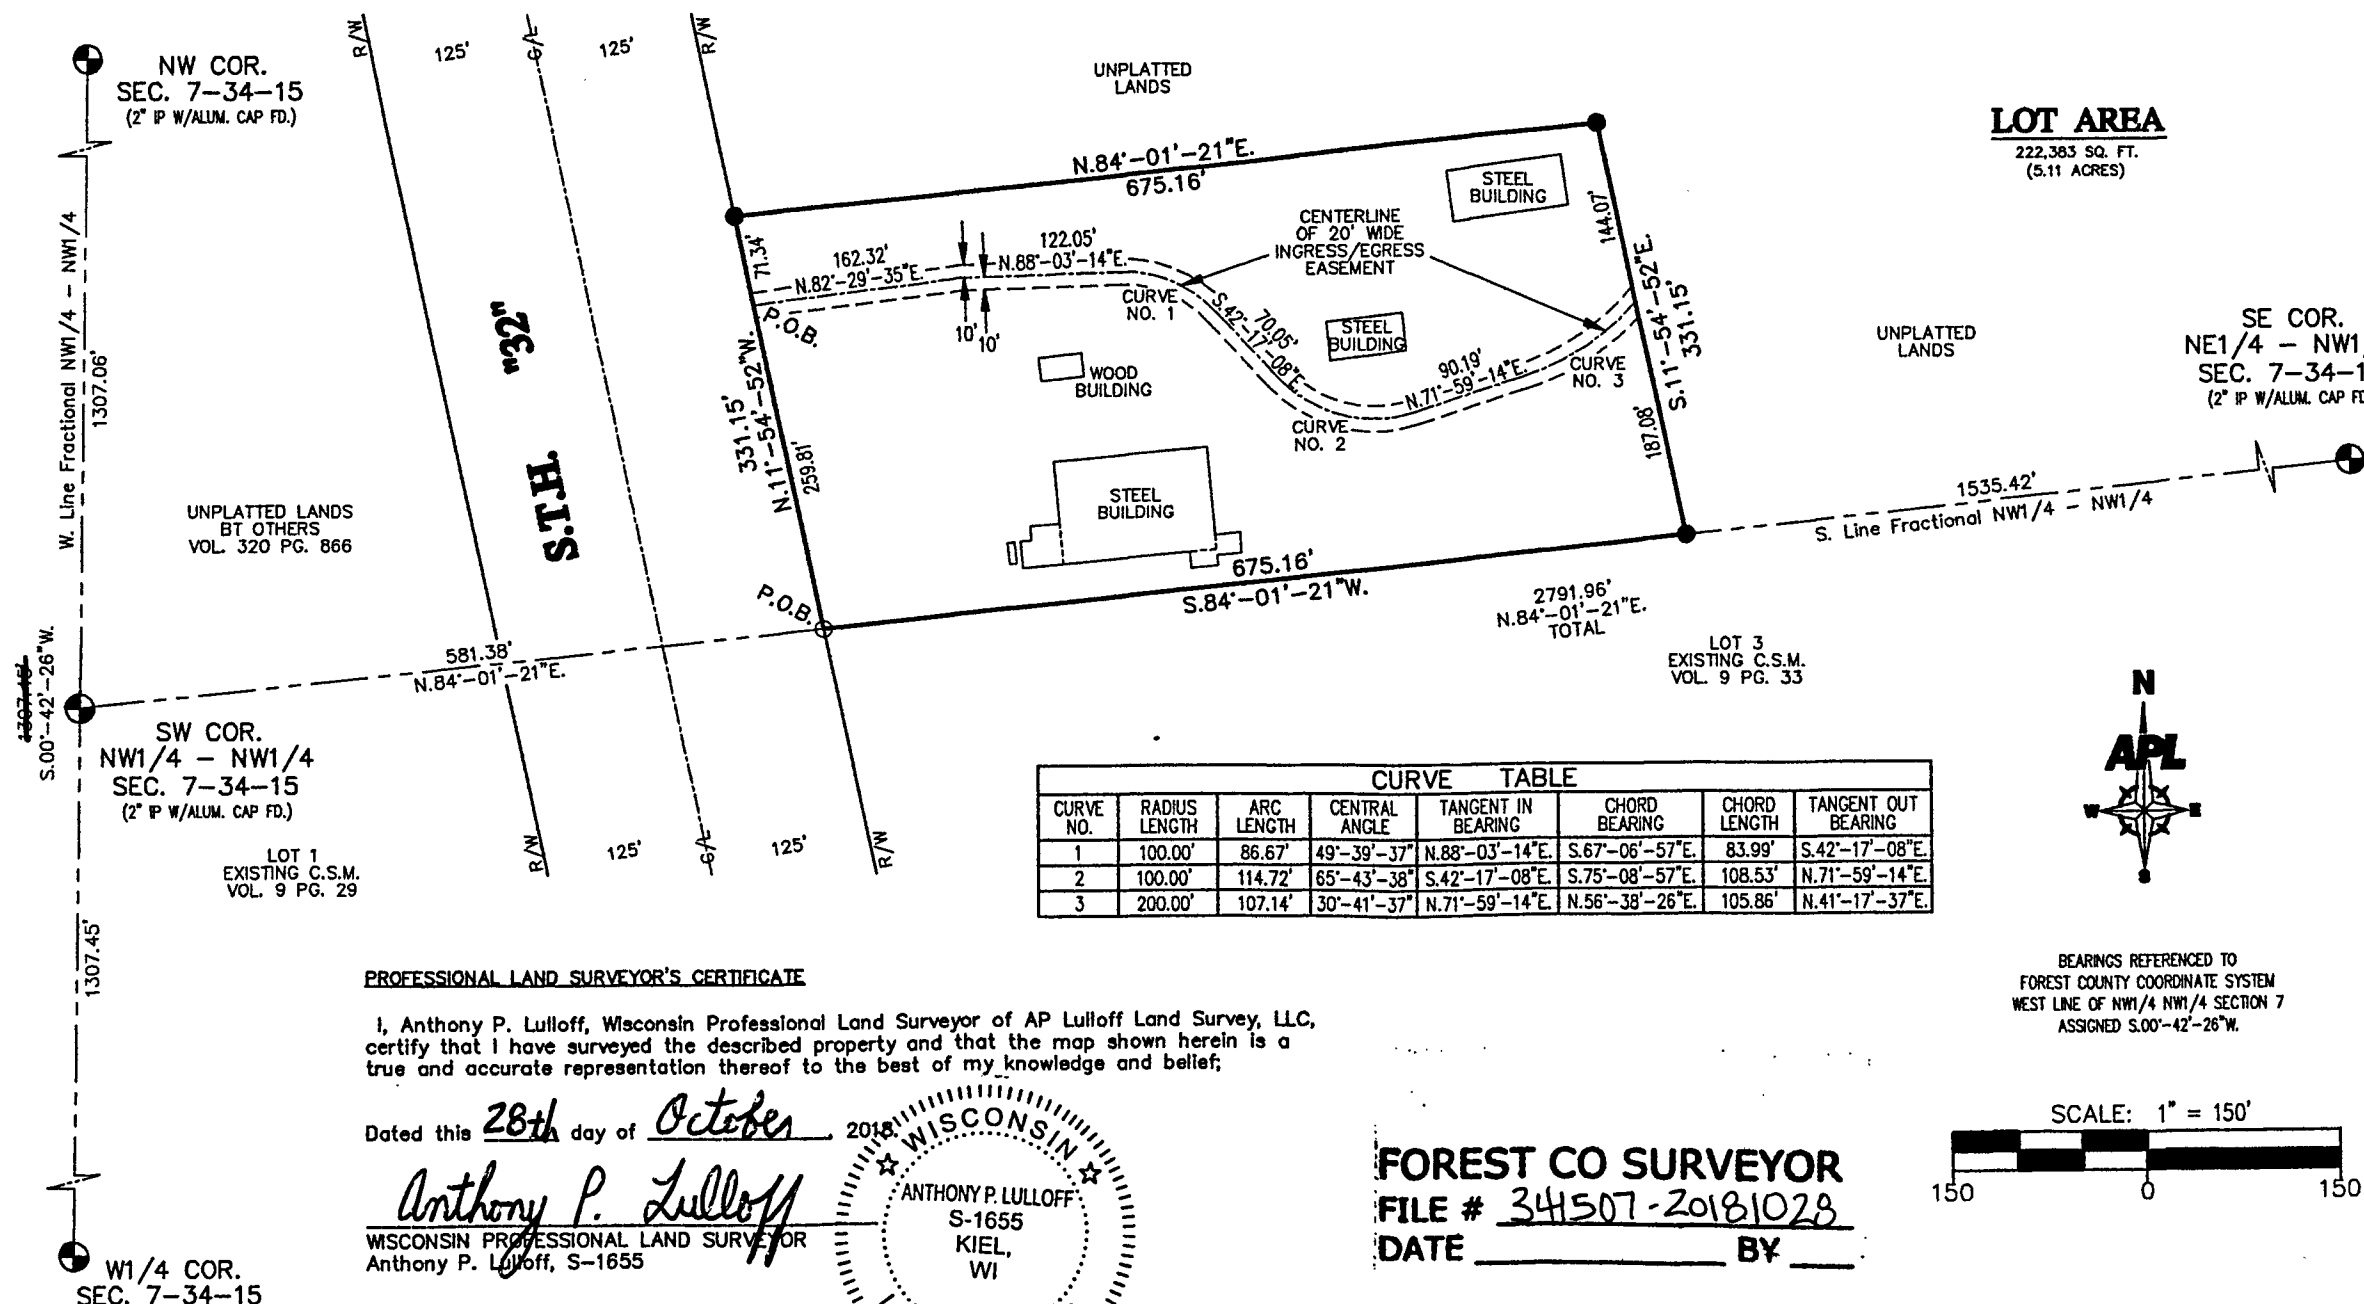 R/W
125'
C/L
125'
R/W
NW COR.
SEC. 7-34-15
(2" IP W/ALUM. CAP FD.)
UNPLATTED
LANDS
LOT AREA
222,383 SQ. FT.
(5.11 ACRES)
N.84°-01'-21"E.
675.16'
STEEL
BUILDING
CENTERLINE
OF 20' WIDE
INGRESS/EGRESS
EASEMENT
144.07'
S.11°-54'-52"E.
331.15'
187.08'
71.34'
162.32'
N.82°-29'-35"E.
122.05'
N.88°-03'-14"E.
10'
10'
CURVE
NO. 1
S.42°-17'-08"E.
70.05'
STEEL
BUILDING
90.19'
N.71°-59'-14"E.
CURVE
NO. 3
CURVE
NO. 2
P.O.B.
WOOD
BUILDING
331.15'
N.11°-54'-52"W.
259.81'
STEEL
BUILDING
675.16'
S.84°-01'-21"W.
P.O.B.
W. Line Fractional NW1/4 - NW1/4
1307.06'
S.T.H. "32"
UNPLATTED LANDS
BT OTHERS
VOL. 320 PG. 866
UNPLATTED
LANDS
SE COR.
NE1/4 - NW1/
SEC. 7-34-1
(2" IP W/ALUM. CAP FD
1535.42'
S. Line Fractional NW1/4 - NW1/4
2791.96'
N.84°-01'-21"E.
TOTAL
LOT 3
EXISTING C.S.M.
VOL. 9 PG. 33
581.38'
N.84°-01'-21"E.
1307.45'
S.00°-42'-26"W.
SW COR.
NW1/4 - NW1/4
SEC. 7-34-15
(2" IP W/ALUM. CAP FD.)
LOT 1
EXISTING C.S.M.
VOL. 9 PG. 29
R/W
125'
C/L
125'
R/W
1307.45'
CURVE TABLE
CURVE NO. RADIUS LENGTH ARC LENGTH CENTRAL ANGLE TANGENT IN BEARING CHORD BEARING CHORD LENGTH TANGENT OUT BEARING
1 100.00' 86.67' 49°-39'-37" N.88°-03'-14"E. S.67°-06'-57"E. 83.99' S.42°-17'-08"E.
2 100.00' 114.72' 65°-43'-38" S.42°-17'-08"E. S.75°-08'-57"E. 108.53' N.71°-59'-14"E.
3 200.00' 107.14' 30°-41'-37" N.71°-59'-14"E. N.56°-38'-26"E. 105.86' N.41°-17'-37"E.
N
APL
W E
S
BEARINGS REFERENCED TO
FOREST COUNTY COORDINATE SYSTEM
WEST LINE OF NW1/4 NW1/4 SECTION 7
ASSIGNED S.00°-42'-26"W.
SCALE: 1" = 150'
150 0 150
PROFESSIONAL LAND SURVEYOR'S CERTIFICATE
I, Anthony P. Lulloff, Wisconsin Professional Land Surveyor of AP Lulloff Land Survey, LLC,
certify that I have surveyed the described property and that the map shown herein is a
true and accurate representation thereof to the best of my knowledge and belief;
Dated this 28th day of October, 2018.
Anthony P. Lulloff
WISCONSIN PROFESSIONAL LAND SURVEYOR
Anthony P. Lulloff, S-1655
WISCONSIN
ANTHONY P. LULLOFF
S-1655
KIEL,
WI
FOREST CO SURVEYOR
FILE # 341507-20181028
DATE BY
W1/4 COR.
SEC. 7-34-15